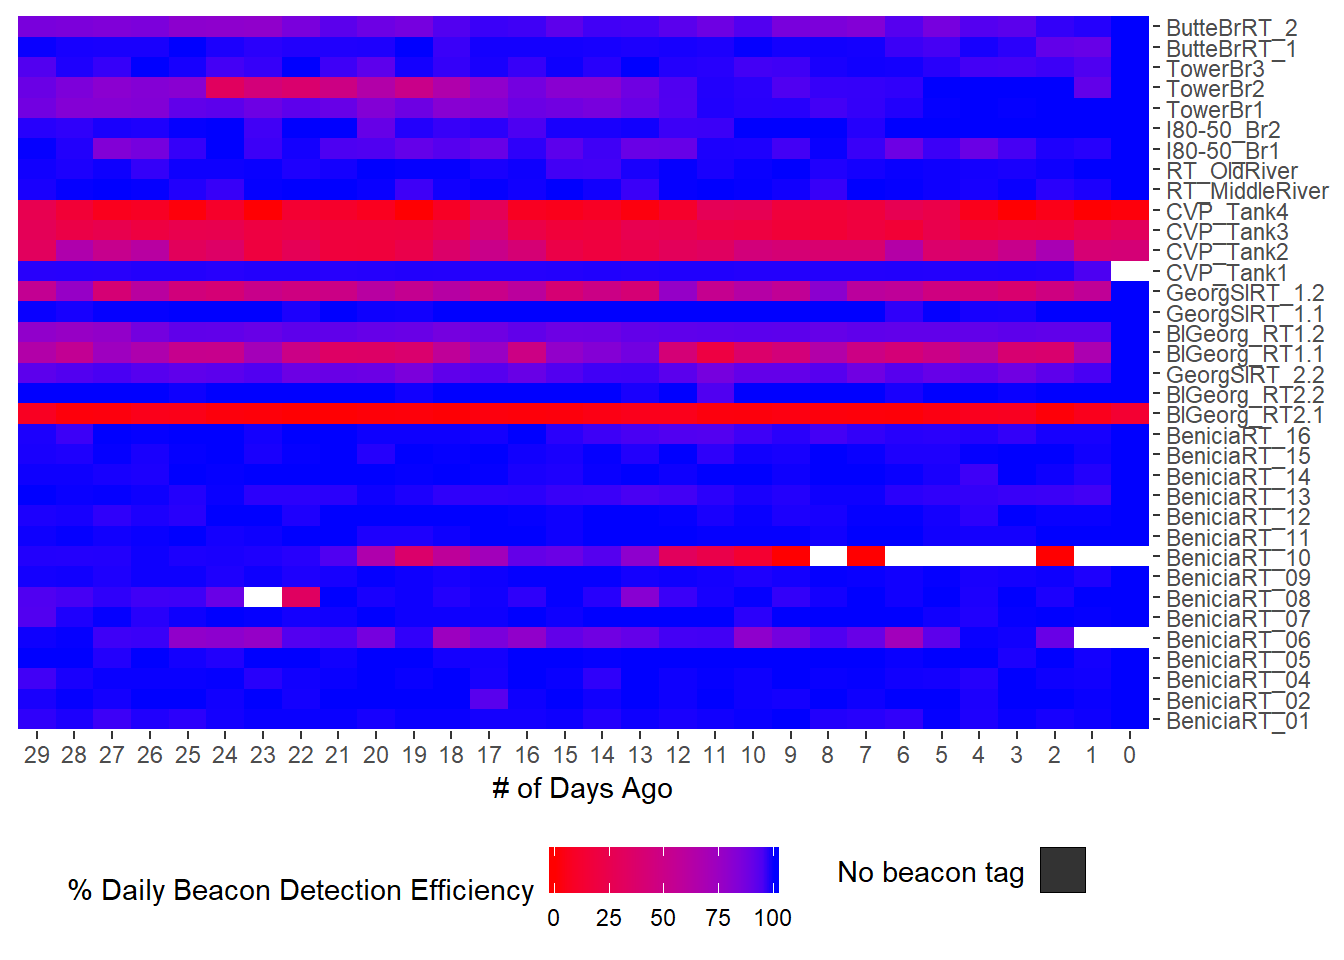 ButteBrRT_2
ButteBrRT_1
TowerBr3
TowerBr2
TowerBr1
I80-50_Br2
I80-50_Br1
RT_OldRiver
RT_MiddleRiver
CVP_Tank4
CVP_Tank3
CVP_Tank2
CVP_Tank1
GeorgSlRT_1.2
GeorgSlRT_1.1
BlGeorg_RT1.2
BlGeorg_RT1.1
GeorgSlRT_2.2
BlGeorg_RT2.2
BlGeorg_RT2.1
BeniciaRT_16
BeniciaRT_15
BeniciaRT_14
BeniciaRT_13
BeniciaRT_12
BeniciaRT_11
BeniciaRT_10
BeniciaRT_09
BeniciaRT_08
BeniciaRT_07
BeniciaRT_06
BeniciaRT_05
BeniciaRT_04
BeniciaRT_02
BeniciaRT_01
29 28 27 26 25 24 23 22 21 20 19 18 17 16 15 14 13 12 11 10 9 8 7 6 5 4 3 2 1 0
# of Days Ago
% Daily Beacon Detection Efficiency
0 25 50 75 100
No beacon tag